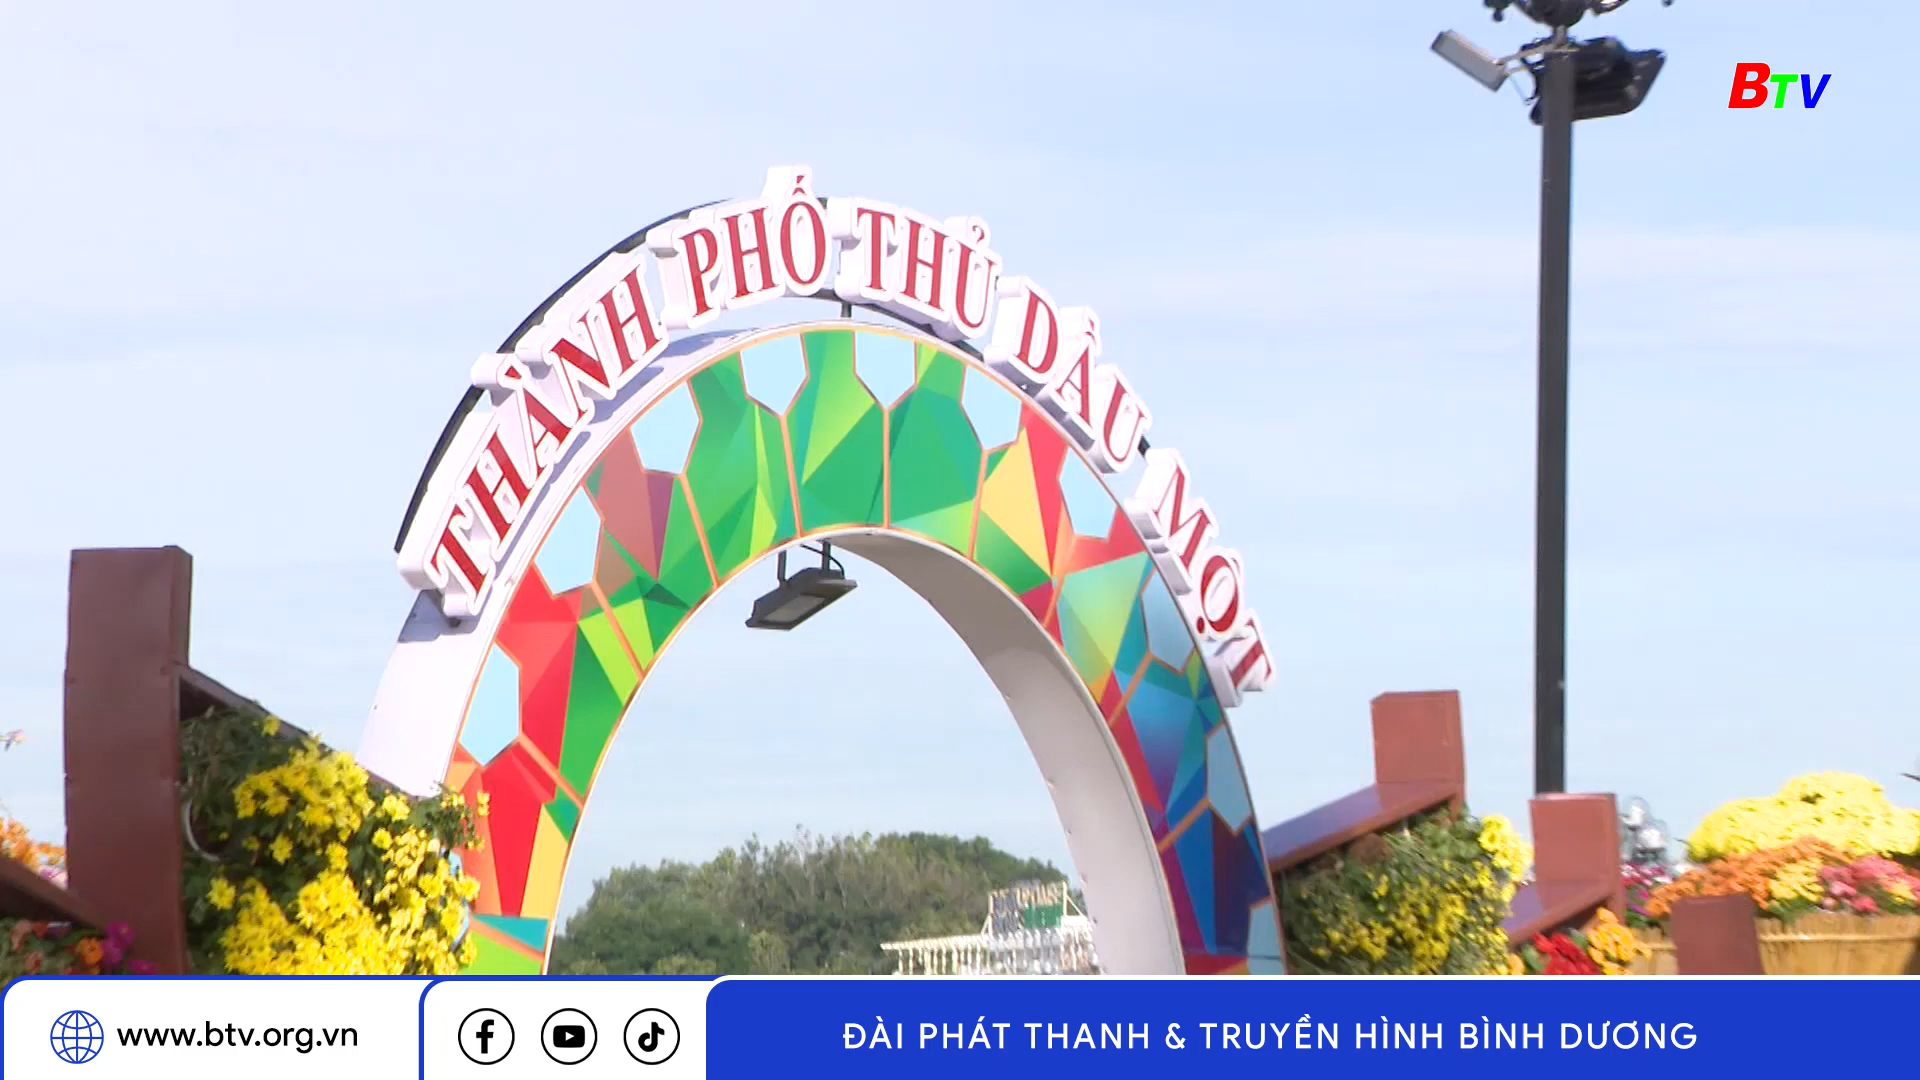 BTV
THÀNH PHỐ THỦ DẦU MỘT
www.btv.org.vn
ĐÀI PHÁT THANH & TRUYỀN HÌNH BÌNH DƯƠNG